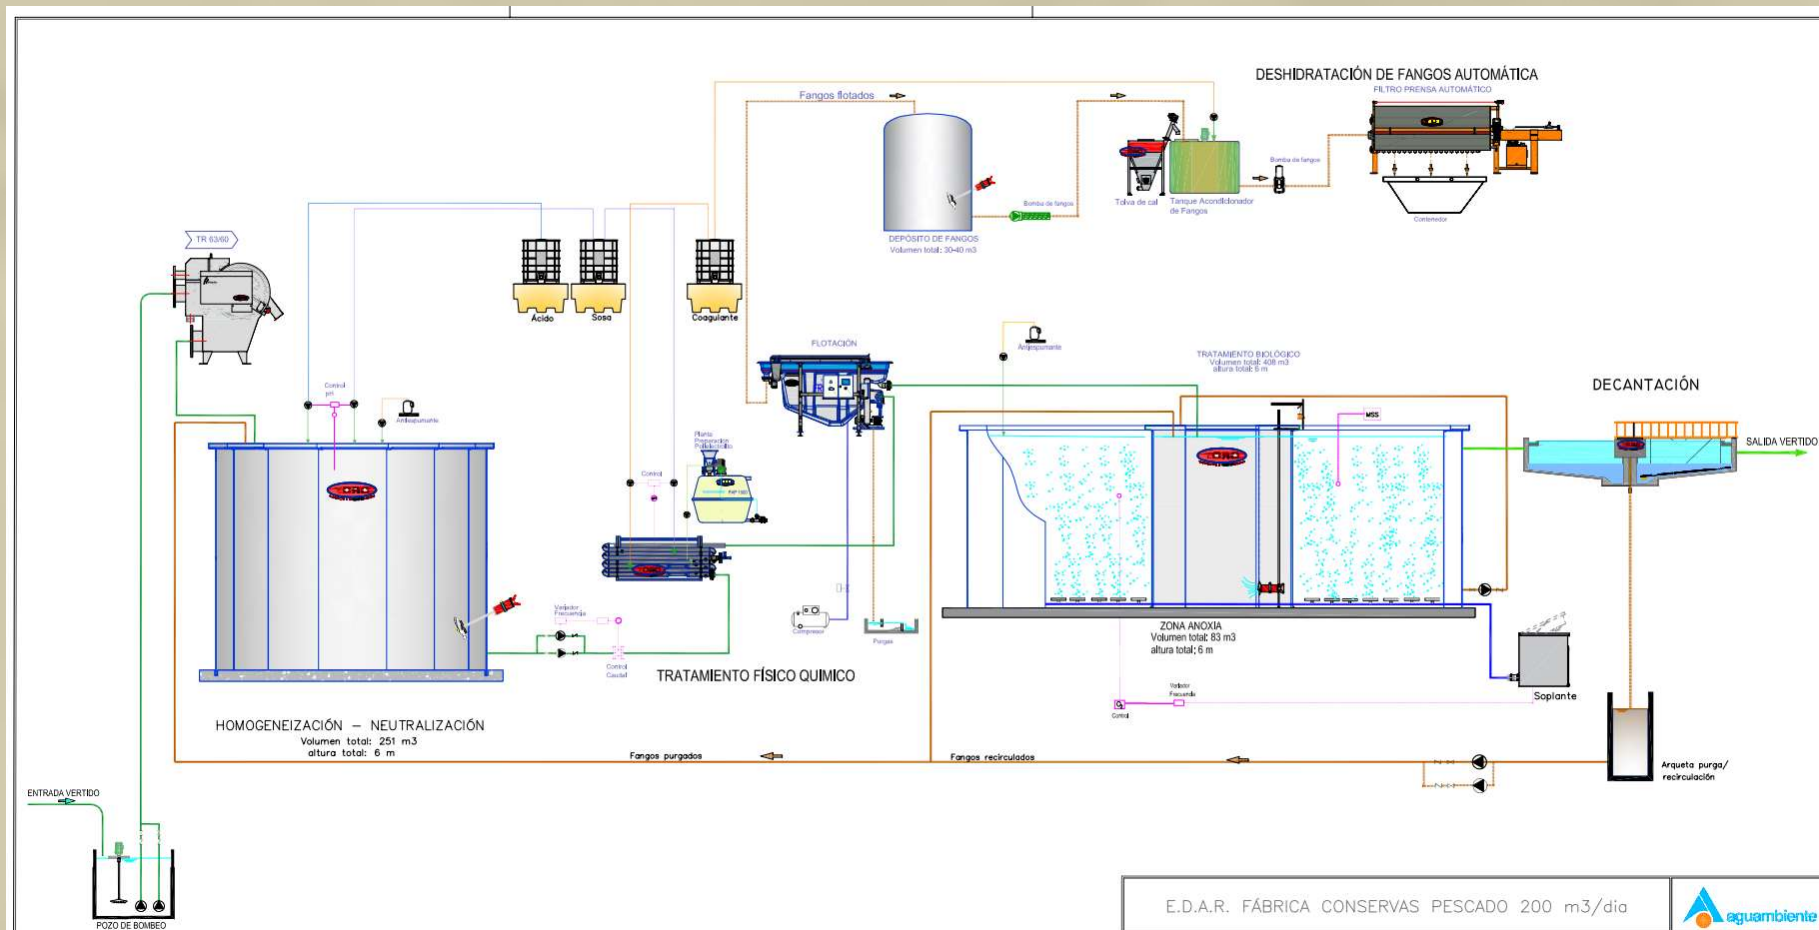 DESHIDRATACIÓN DE FANGOS AUTOMÁTICA
FILTRO PRENSA AUTOMÁTICO
Fangos flotados
Bomba de fangos
Contenedor
Tolva de cal
Tanque Acondicionador
de Fangos
Bomba de fangos
DEPÓSITO DE FANGOS
Volumen total: 30-40 m3
TR 63/60
Ácido
Sosa
Coagulante
FLOTACIÓN
Antiespumante
TRATAMIENTO BIOLÓGICO
Volumen total: 408 m3
altura total: 6 m
DECANTACIÓN
Control
pH
Antiespumante
MSS
SALIDA VERTIDO
Planta
Preparación
Polielectrolito
Control
Variador
Frecuencia
Compresor
Purgas
Control
Caudal
TRATAMIENTO FÍSICO QUIMICO
ZONA ANOXIA
Volumen total: 83 m3
altura total: 6 m
Variador
Frecuencia
Control
Soplante
HOMOGENEIZACIÓN – NEUTRALIZACIÓN
Volumen total: 251 m3
altura total: 6 m
Fangos purgados
Fangos recirculados
Arqueta purga/
recirculación
ENTRADA VERTIDO
POZO DE BOMBEO
E.D.A.R. FÁBRICA CONSERVAS PESCADO 200 m3/dia
aguambiente